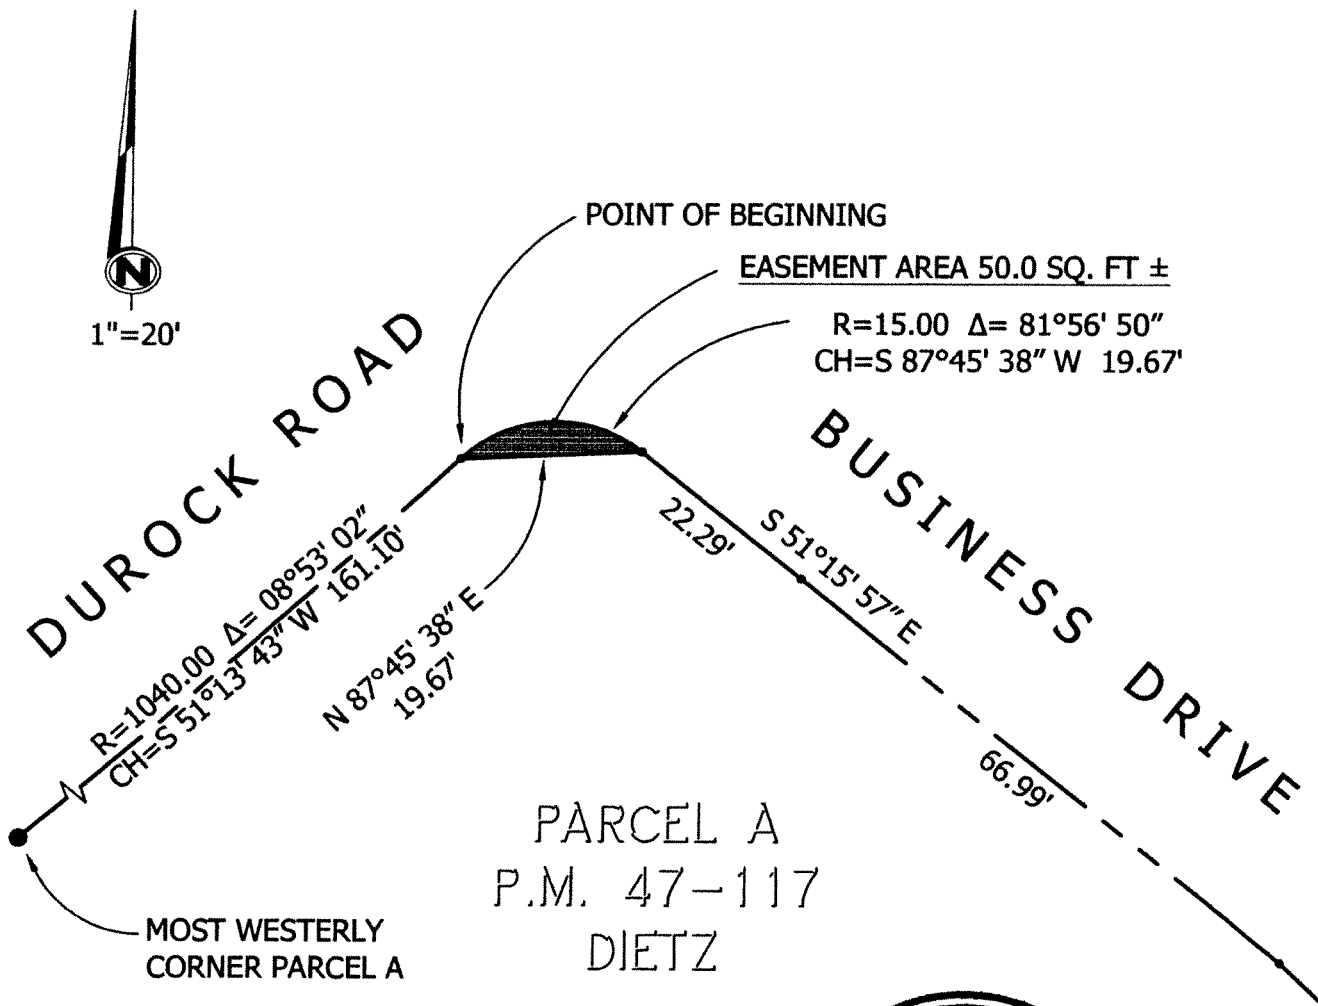 N
1"=20'
POINT OF BEGINNING
EASEMENT AREA 50.0 SQ. FT ±
R=15.00 Δ= 81°56' 50"
CH=S 87°45' 38" W 19.67'
DUROCK ROAD
BUSINESS DRIVE
R=1040.00 Δ= 08°53' 02"
CH=S 51°13' 43" W 161.10'
N 87°45' 38" E
19.67'
22.29'
S 51°15' 57" E
66.99'
PARCEL A
P.M. 47-117
DIETZ
MOST WESTERLY
CORNER PARCEL A